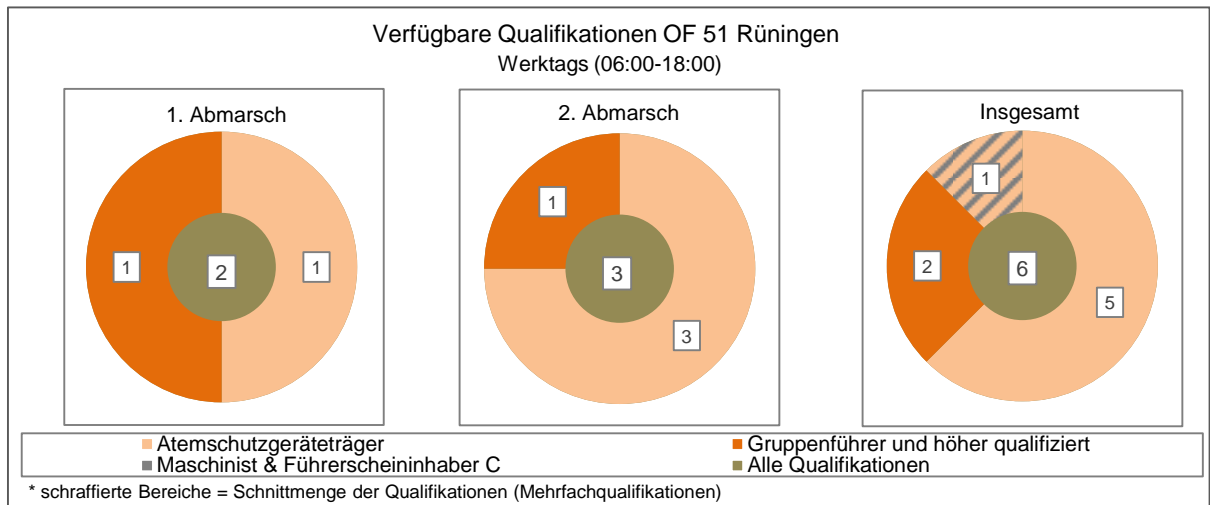 Verfügbare Qualifikationen OF 51 Rüningen
Werktags (06:00-18:00)
1. Abmarsch
1
2
1
2. Abmarsch
1
3
3
Insgesamt
1
2
6
5
Atemschutzgeräteträger
Gruppenführer und höher qualifiziert
Maschinist & Führerscheininhaber C
Alle Qualifikationen
* schraffierte Bereiche = Schnittmenge der Qualifikationen (Mehrfachqualifikationen)